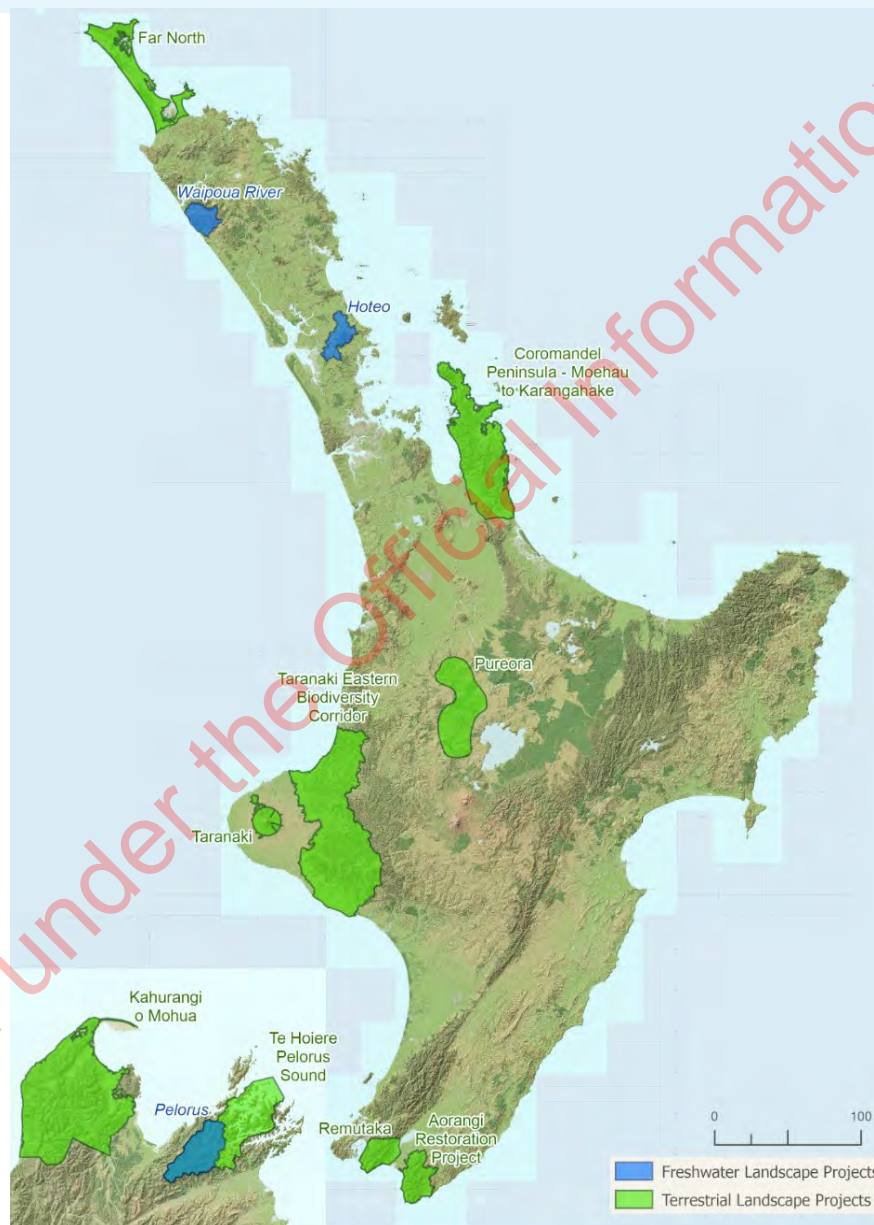 Far North
Waipoua River
Hoteo
Coromandel
Peninsula - Moehau
to Karangahake
Pureora
Taranaki Eastern
Biodiversity
Corridor
Taranaki
Kahurangi
o Mohua
Te Hoiere
Pelorus
Sound
Pelorus
Remutaka
Aorangi
Restoration
Project
0 100
Freshwater Landscape Projects
Terrestrial Landscape Projects
under the Official Information